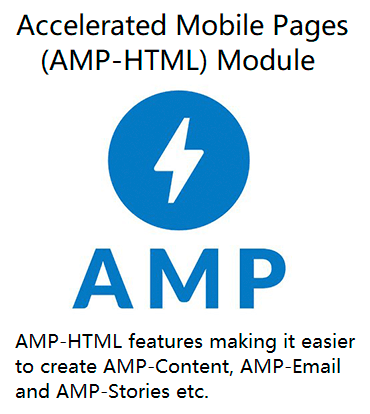 Accelerated Mobile Pages
(AMP-HTML) Module
AMP
AMP-HTML features making it easier
to create AMP-Content, AMP-Email
and AMP-Stories etc.